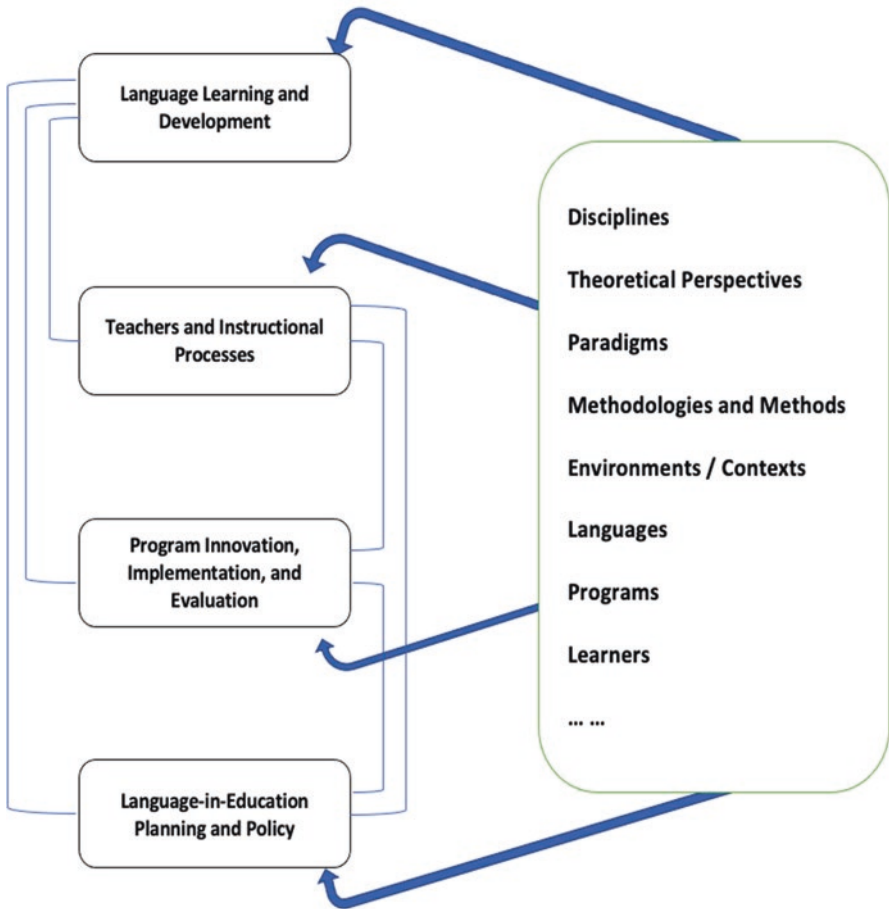 Language Learning and
Development
Teachers and Instructional
Processes
Program Innovation,
Implementation, and
Evaluation
Language-in-Education
Planning and Policy
Disciplines
Theoretical Perspectives
Paradigms
Methodologies and Methods
Environments / Contexts
Languages
Programs
Learners
... ...